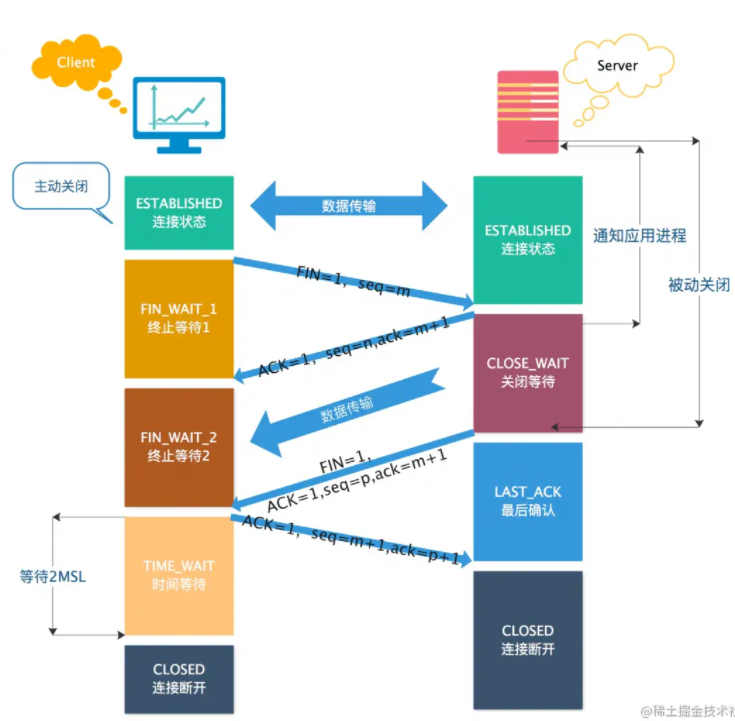 Client
Server
主动关闭
ESTABLISHED
连接状态
数据传输
ESTABLISHED
连接状态
通知应用进程
被动关闭
FIN=1, seq=m
FIN_WAIT_1
终止等待1
ACK=1, seq=n,ack=m+1
CLOSE_WAIT
关闭等待
数据传输
FIN_WAIT_2
终止等待2
FIN=1,
ACK=1,seq=p,ack=m+1
LAST_ACK
最后确认
ACK=1, seq=m+1,ack=p+1
TIME_WAIT
时间等待
等待2MSL
CLOSED
连接断开
CLOSED
连接断开
@稀土掘金技术社